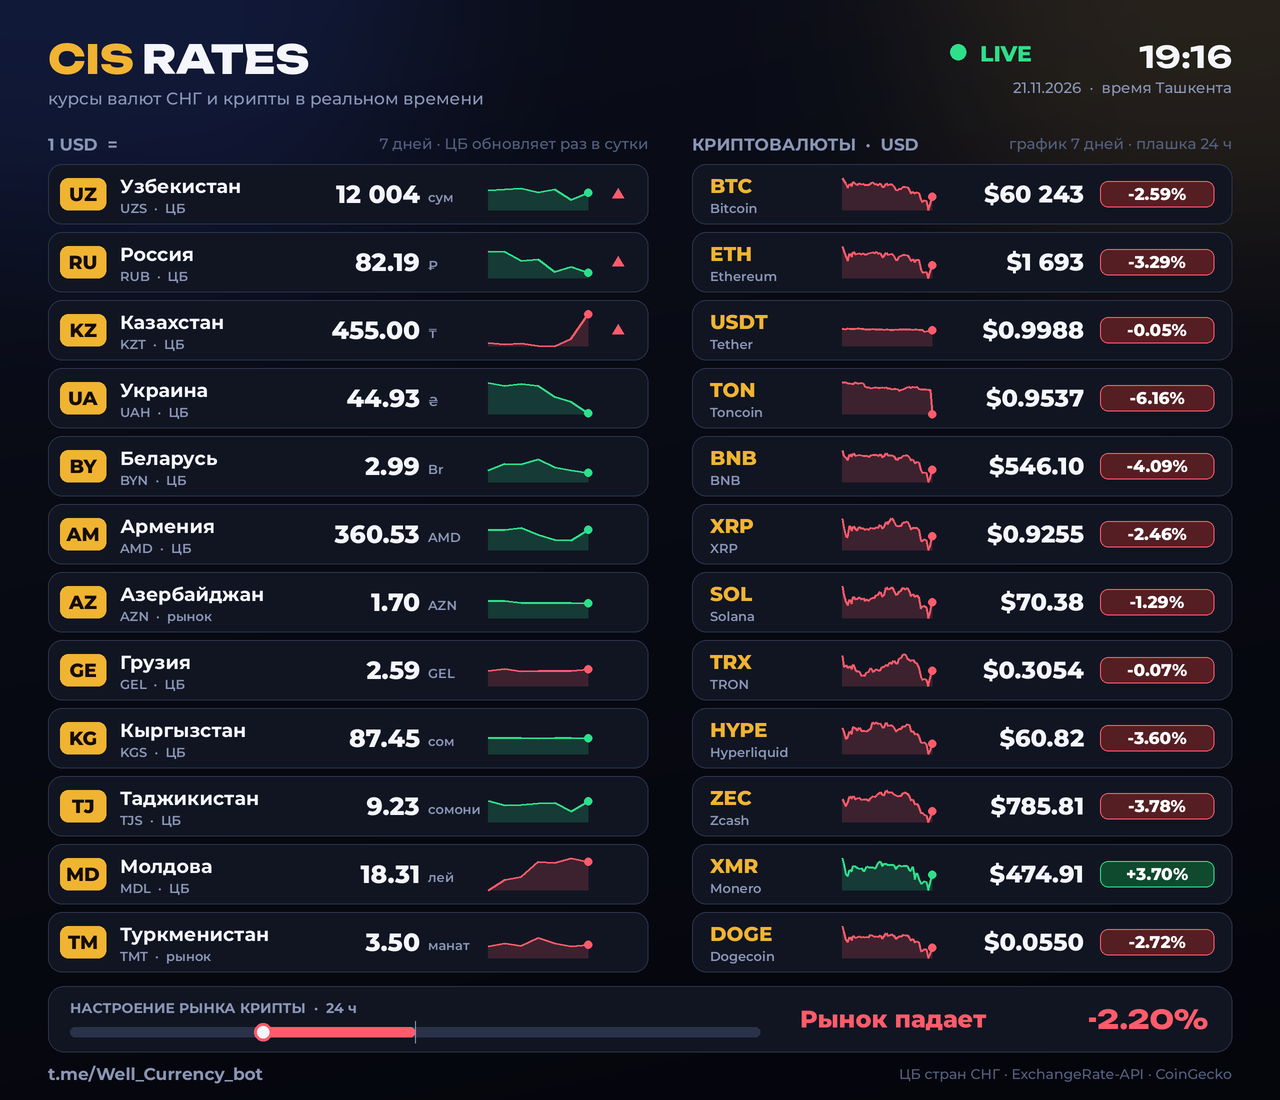 CIS RATES
курсы валют СНГ и крипты в реальном времени
LIVE 19:16
21.11.2026 · время Ташкента
1 USD =
7 дней · ЦБ обновляет раз в сутки
UZ Узбекистан 12 004 сум
UZS · ЦБ
RU Россия 82.19 ₽
RUB · ЦБ
KZ Казахстан 455.00 ₸
KZT · ЦБ
UA Украина 44.93 ₴
UAH · ЦБ
BY Беларусь 2.99 Br
BYN · ЦБ
AM Армения 360.53 AMD
AMD · ЦБ
AZ Азербайджан 1.70 AZN
AZN · рынок
GE Грузия 2.59 GEL
GEL · ЦБ
KG Кыргызстан 87.45 сом
KGS · ЦБ
TJ Таджикистан 9.23 сомони
TJS · ЦБ
MD Молдова 18.31 лей
MDL · ЦБ
TM Туркменистан 3.50 манат
TMT · рынок
КРИПТОВАЛЮТЫ · USD
график 7 дней · плашка 24 ч
BTC $60 243 -2.59%
Bitcoin
ETH $1 693 -3.29%
Ethereum
USDT $0.9988 -0.05%
Tether
TON $0.9537 -6.16%
Toncoin
BNB $546.10 -4.09%
BNB
XRP $0.9255 -2.46%
XRP
SOL $70.38 -1.29%
Solana
TRX $0.3054 -0.07%
TRON
HYPE $60.82 -3.60%
Hyperliquid
ZEC $785.81 -3.78%
Zcash
XMR $474.91 +3.70%
Monero
DOGE $0.0550 -2.72%
Dogecoin
НАСТРОЕНИЕ РЫНКА КРИПТЫ · 24 ч
Рынок падает -2.20%
t.me/Well_Currency_bot
ЦБ стран СНГ · ExchangeRate-API · CoinGecko